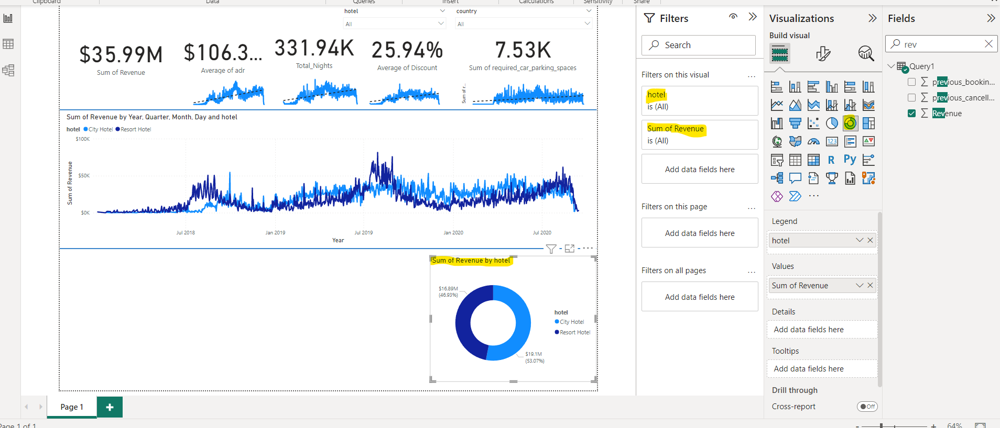 Clipboard
Data
Queries
Insert
Calculations
Sensitivity
Share
hotel
All
country
All
$35.99M
Sum of Revenue
$106.3...
Average of adr
331.94K
Total_Nights
25.94%
Average of Discount
7.53K
Sum of required_car_parking_spaces
Sum of r...
Sum of Revenue by Year, Quarter, Month, Day and hotel
hotel City Hotel Resort Hotel
$100K
$50K
$0K
Sum of Revenue
Jul 2018
Jan 2019
Jul 2019
Jan 2020
Jul 2020
Year
Sum of Revenue by hotel
$16.89M
(46.93%)
$19.1M
(53.07%)
hotel
City Hotel
Resort Hotel
Page 1
Page 1 of 1
Filters
Search
Filters on this visual
...
hotel
is (All)
Sum of Revenue
is (All)
Add data fields here
Filters on this page
...
Add data fields here
Filters on all pages
...
Add data fields here
Visualizations
Build visual
123
R
Py
...
Legend
hotel
Values
Sum of Revenue
Details
Add data fields here
Tooltips
Add data fields here
Drill through
Cross-report
Off
Fields
rev
Query1
previous_bookin...
previous_cancell...
Revenue
64%